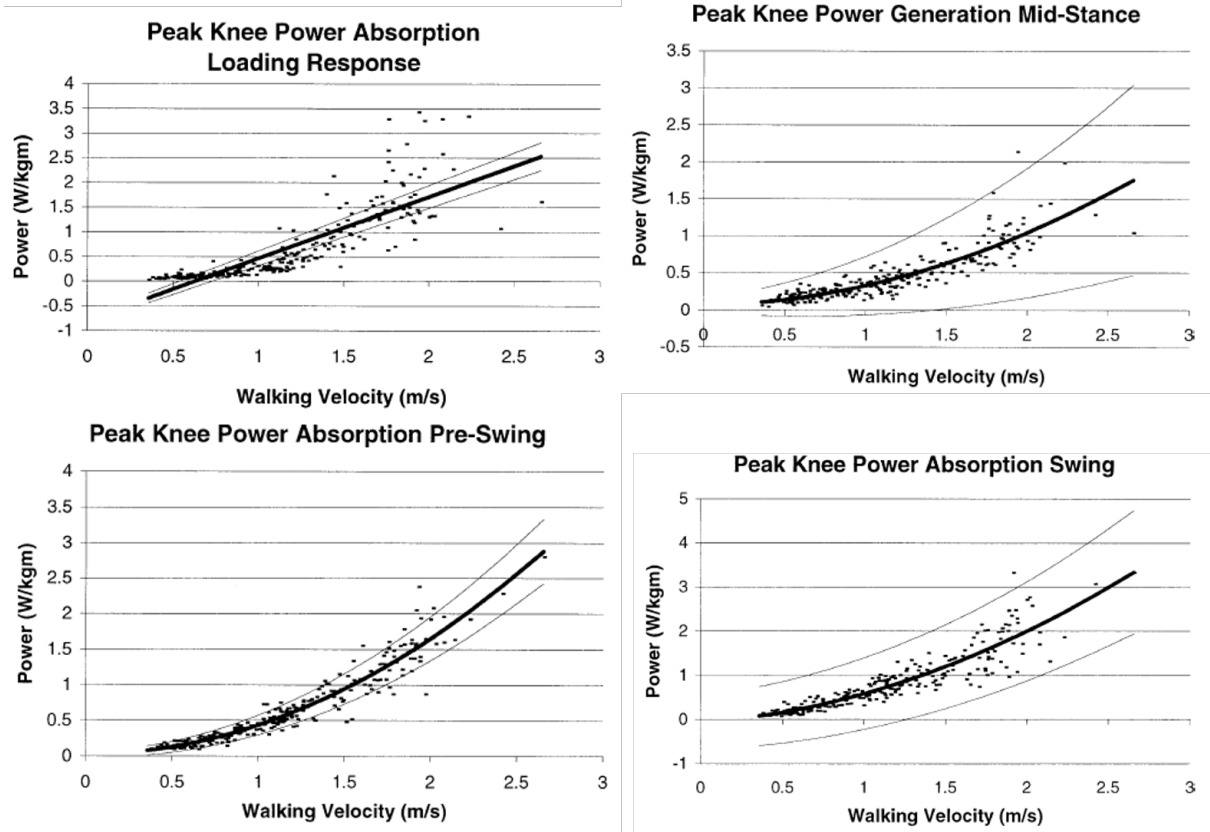 Peak Knee Power Absorption
Loading Response
4
3.5
3
2.5
2
1.5
1
0.5
0
-0.5
-1
Power (W/kgm)
0 0.5 1 1.5 2 2.5 3
Walking Velocity (m/s)
Peak Knee Power Generation Mid-Stance
3.5
3
2.5
2
1.5
1
0.5
0
-0.5
Power (W/kgm)
0 0.5 1 1.5 2 2.5 3
Walking Velocity (m/s)
Peak Knee Power Absorption Pre-Swing
4
3.5
3
2.5
2
1.5
1
0.5
0
Power (W/kgm)
0 0.5 1 1.5 2 2.5 3
Walking Velocity (m/s)
Peak Knee Power Absorption Swing
5
4
3
2
1
0
-1
Power (W/kgm)
0 0.5 1 1.5 2 2.5 3
Walking Velocity (m/s)